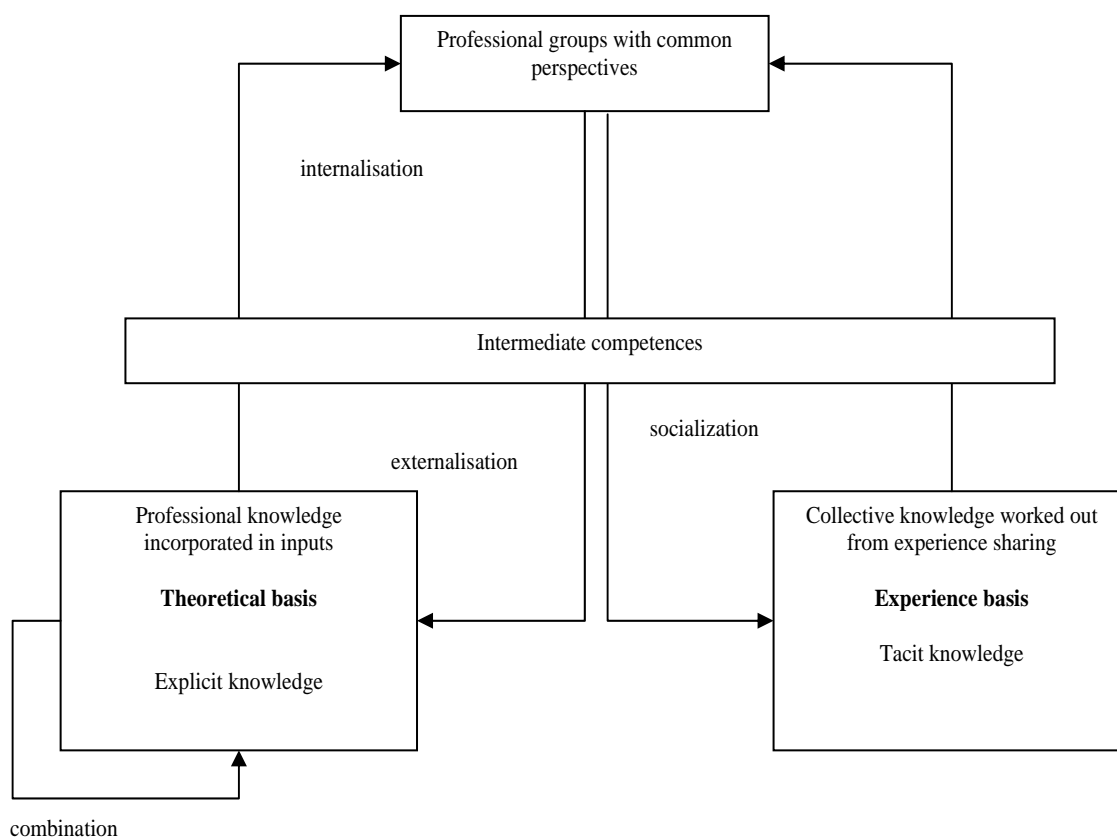 Professional groups with common
perspectives
internalisation
Intermediate competences
socialization
externalisation
Professional knowledge
incorporated in inputs
Theoretical basis
Explicit knowledge
Collective knowledge worked out
from experience sharing
Experience basis
Tacit knowledge
combination